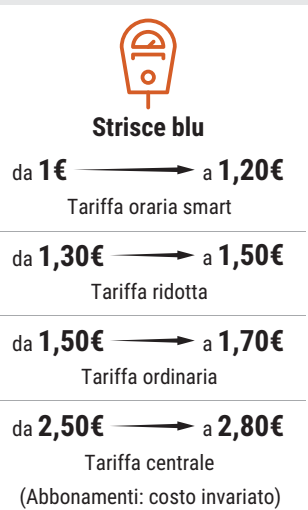 Strisce blu
da 1€ a 1,20€
Tariffa oraria smart
da 1,30€ a 1,50€
Tariffa ridotta
da 1,50€ a 1,70€
Tariffa ordinaria
da 2,50€ a 2,80€
Tariffa centrale
(Abbonamenti: costo invariato)